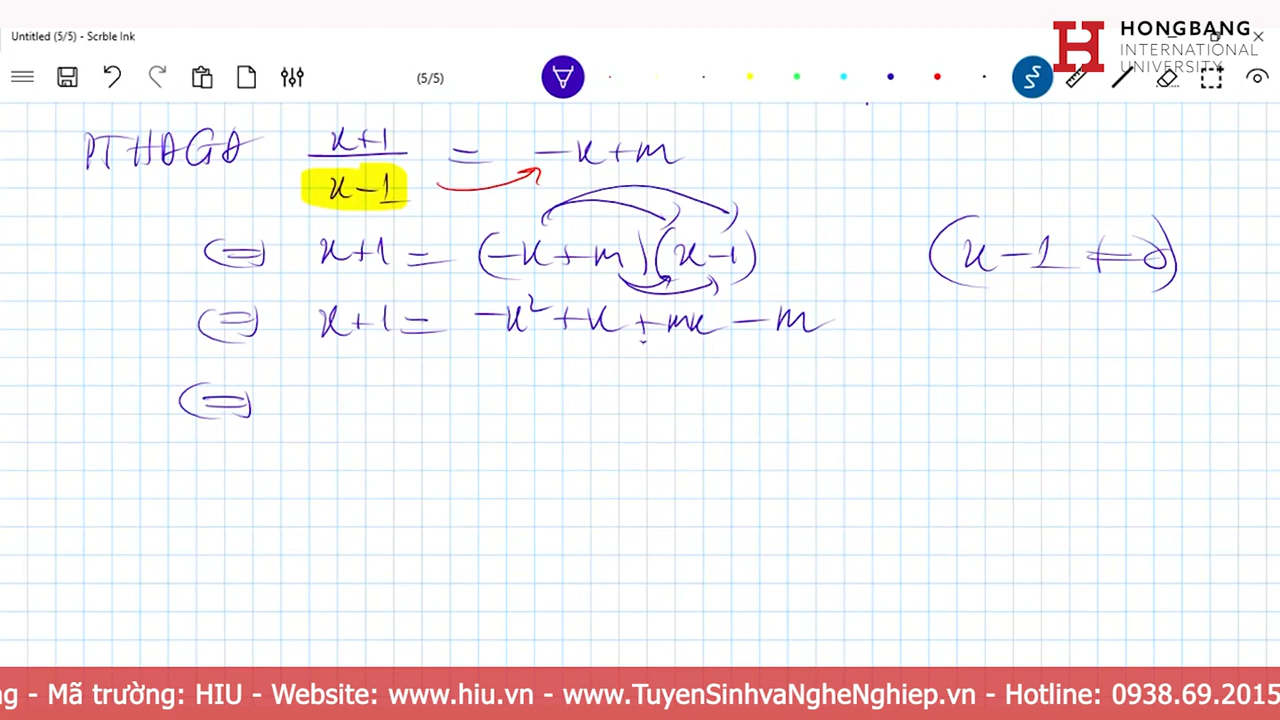 Untitled (5/5) - Scrble Ink
HONGBANG
INTERNATIONAL
UNIVERSITY
(5/5)
PTHĐGĐ x+1 / x-1 = -x+m
⇔ x+1 = (-x+m)(x-1) (x-1≠0)
⇔ x+1 = -x²+x+mx-m
⇔
g - Mã trường: HIU - Website: www.hiu.vn - www.TuyenSinhvaNgheNghiep.vn - Hotline: 0938.69.2015